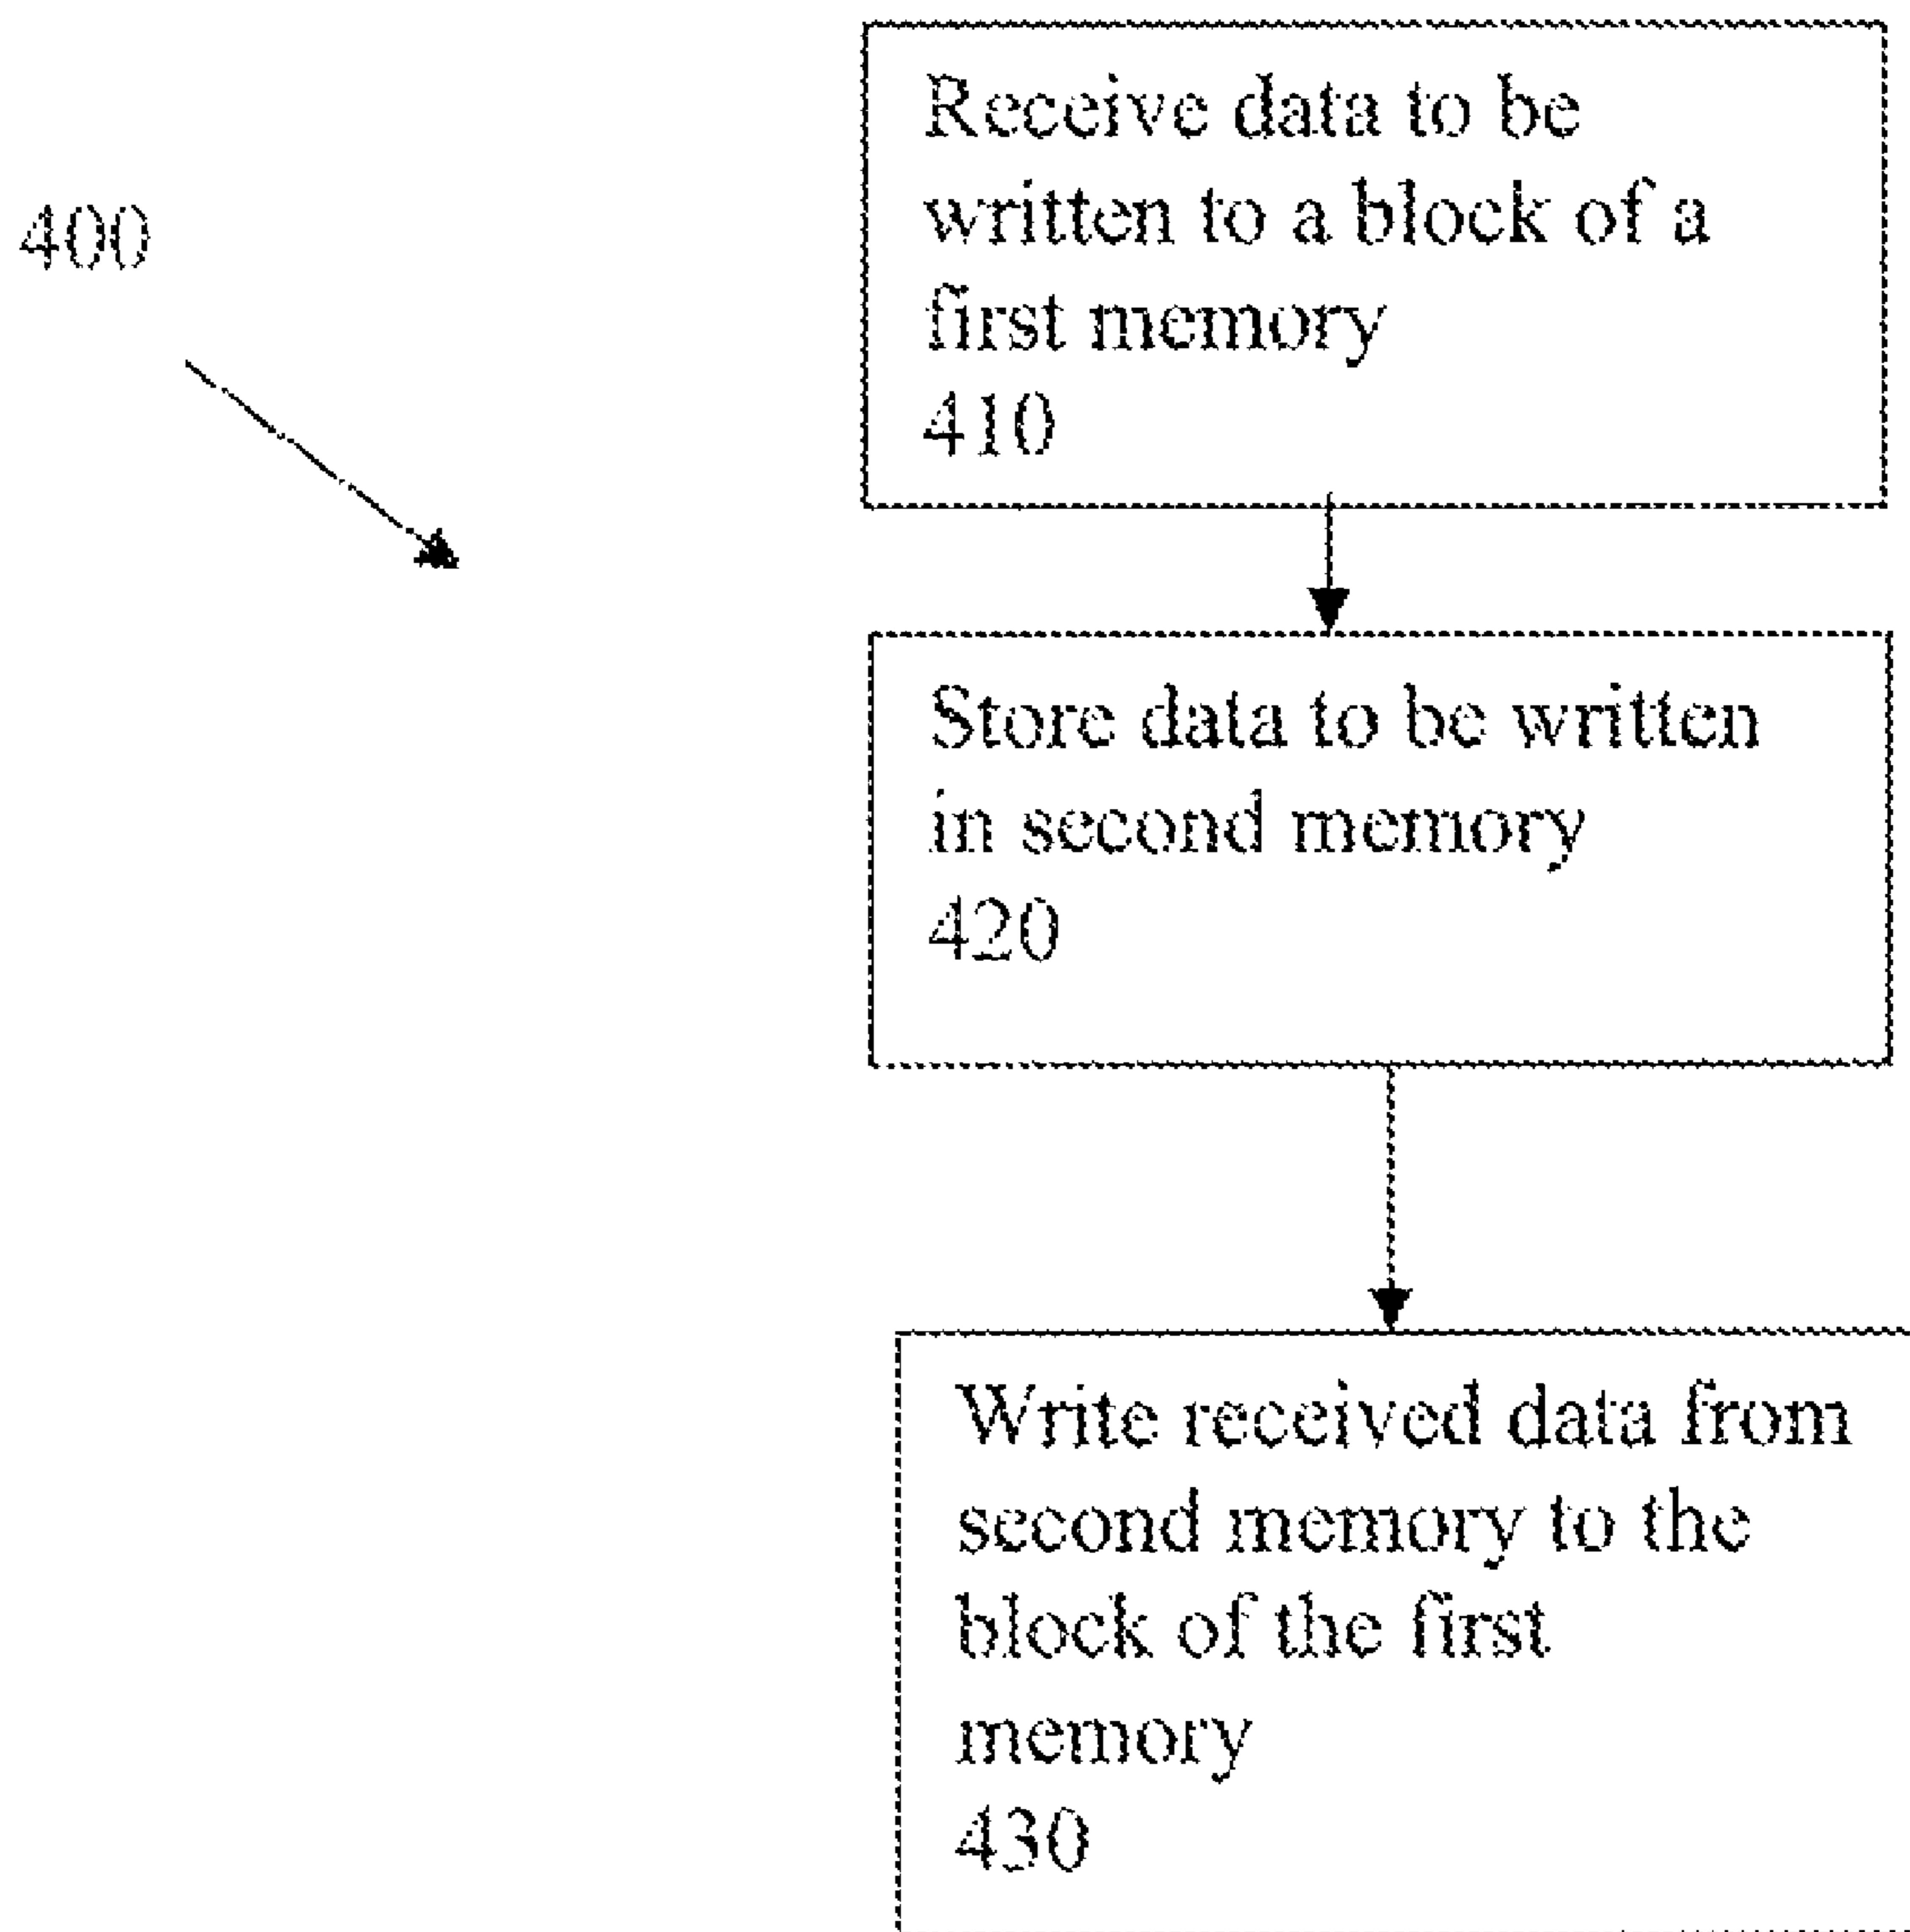 400
Receive data to be
written to a block of a
first memory
410
Store data to be written
in second memory
420
Write received data from
second memory to the
block of the first
memory
430